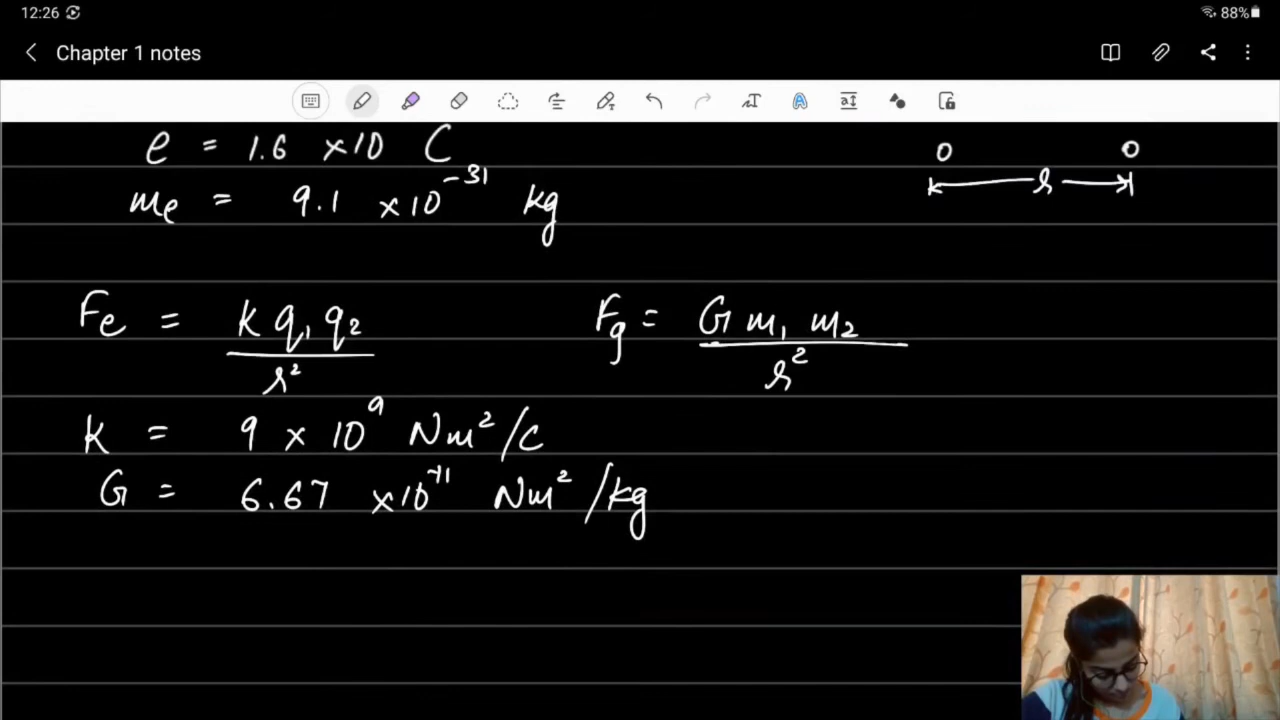 12:26 88%
Chapter 1 notes
e = 1.6 ×10 C
o o
me = 9.1 ×10⁻³¹ kg
r
Fe = k q₁ q₂ / r²
Fg = G m₁ m₂ / r²
k = 9 × 10⁹ Nm²/C
G = 6.67 ×10⁻¹¹ Nm²/kg